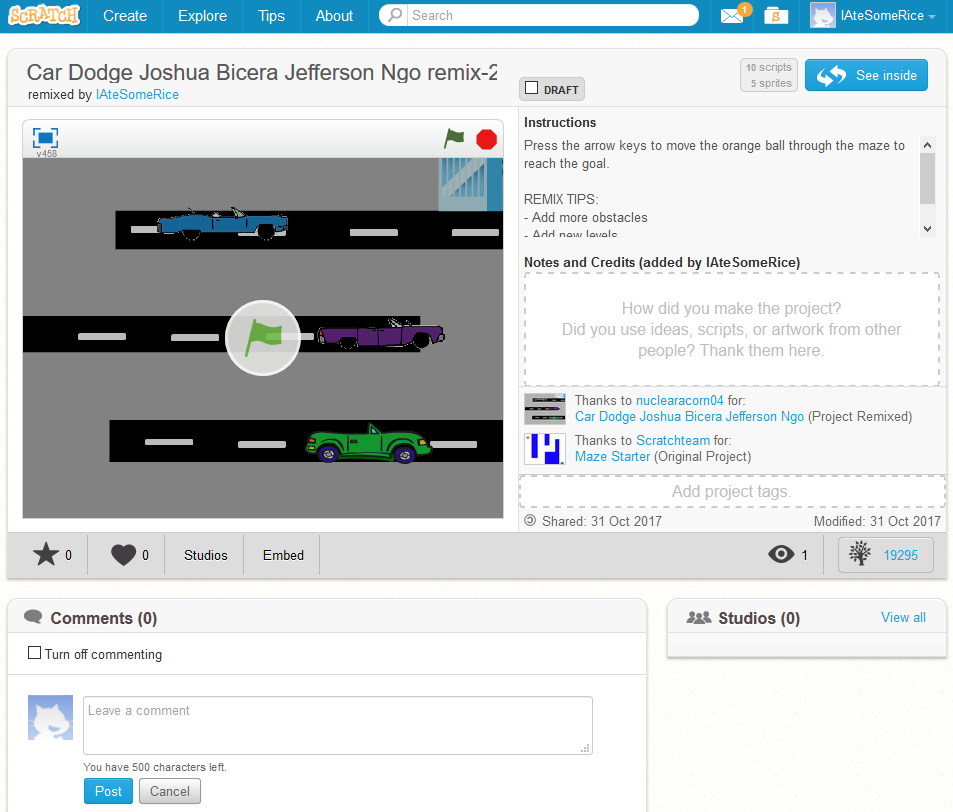 SCRATCH Create Explore Tips About Search 1 S IAteSomeRice
Car Dodge Joshua Bicera Jefferson Ngo remix-2
remixed by IAteSomeRice
DRAFT
10 scripts
5 sprites
See inside
v458
Instructions
Press the arrow keys to move the orange ball through the maze to
reach the goal.
REMIX TIPS:
- Add more obstacles
- Add new levels
Notes and Credits (added by IAteSomeRice)
How did you make the project?
Did you use ideas, scripts, or artwork from other
people? Thank them here.
Thanks to nuclearacorn04 for:
Car Dodge Joshua Bicera Jefferson Ngo (Project Remixed)
Thanks to Scratchteam for:
Maze Starter (Original Project)
Add project tags.
Shared: 31 Oct 2017 Modified: 31 Oct 2017
0 0 Studios Embed 1 19295
Comments (0)
Turn off commenting
Leave a comment
You have 500 characters left.
Post Cancel
Studios (0) View all